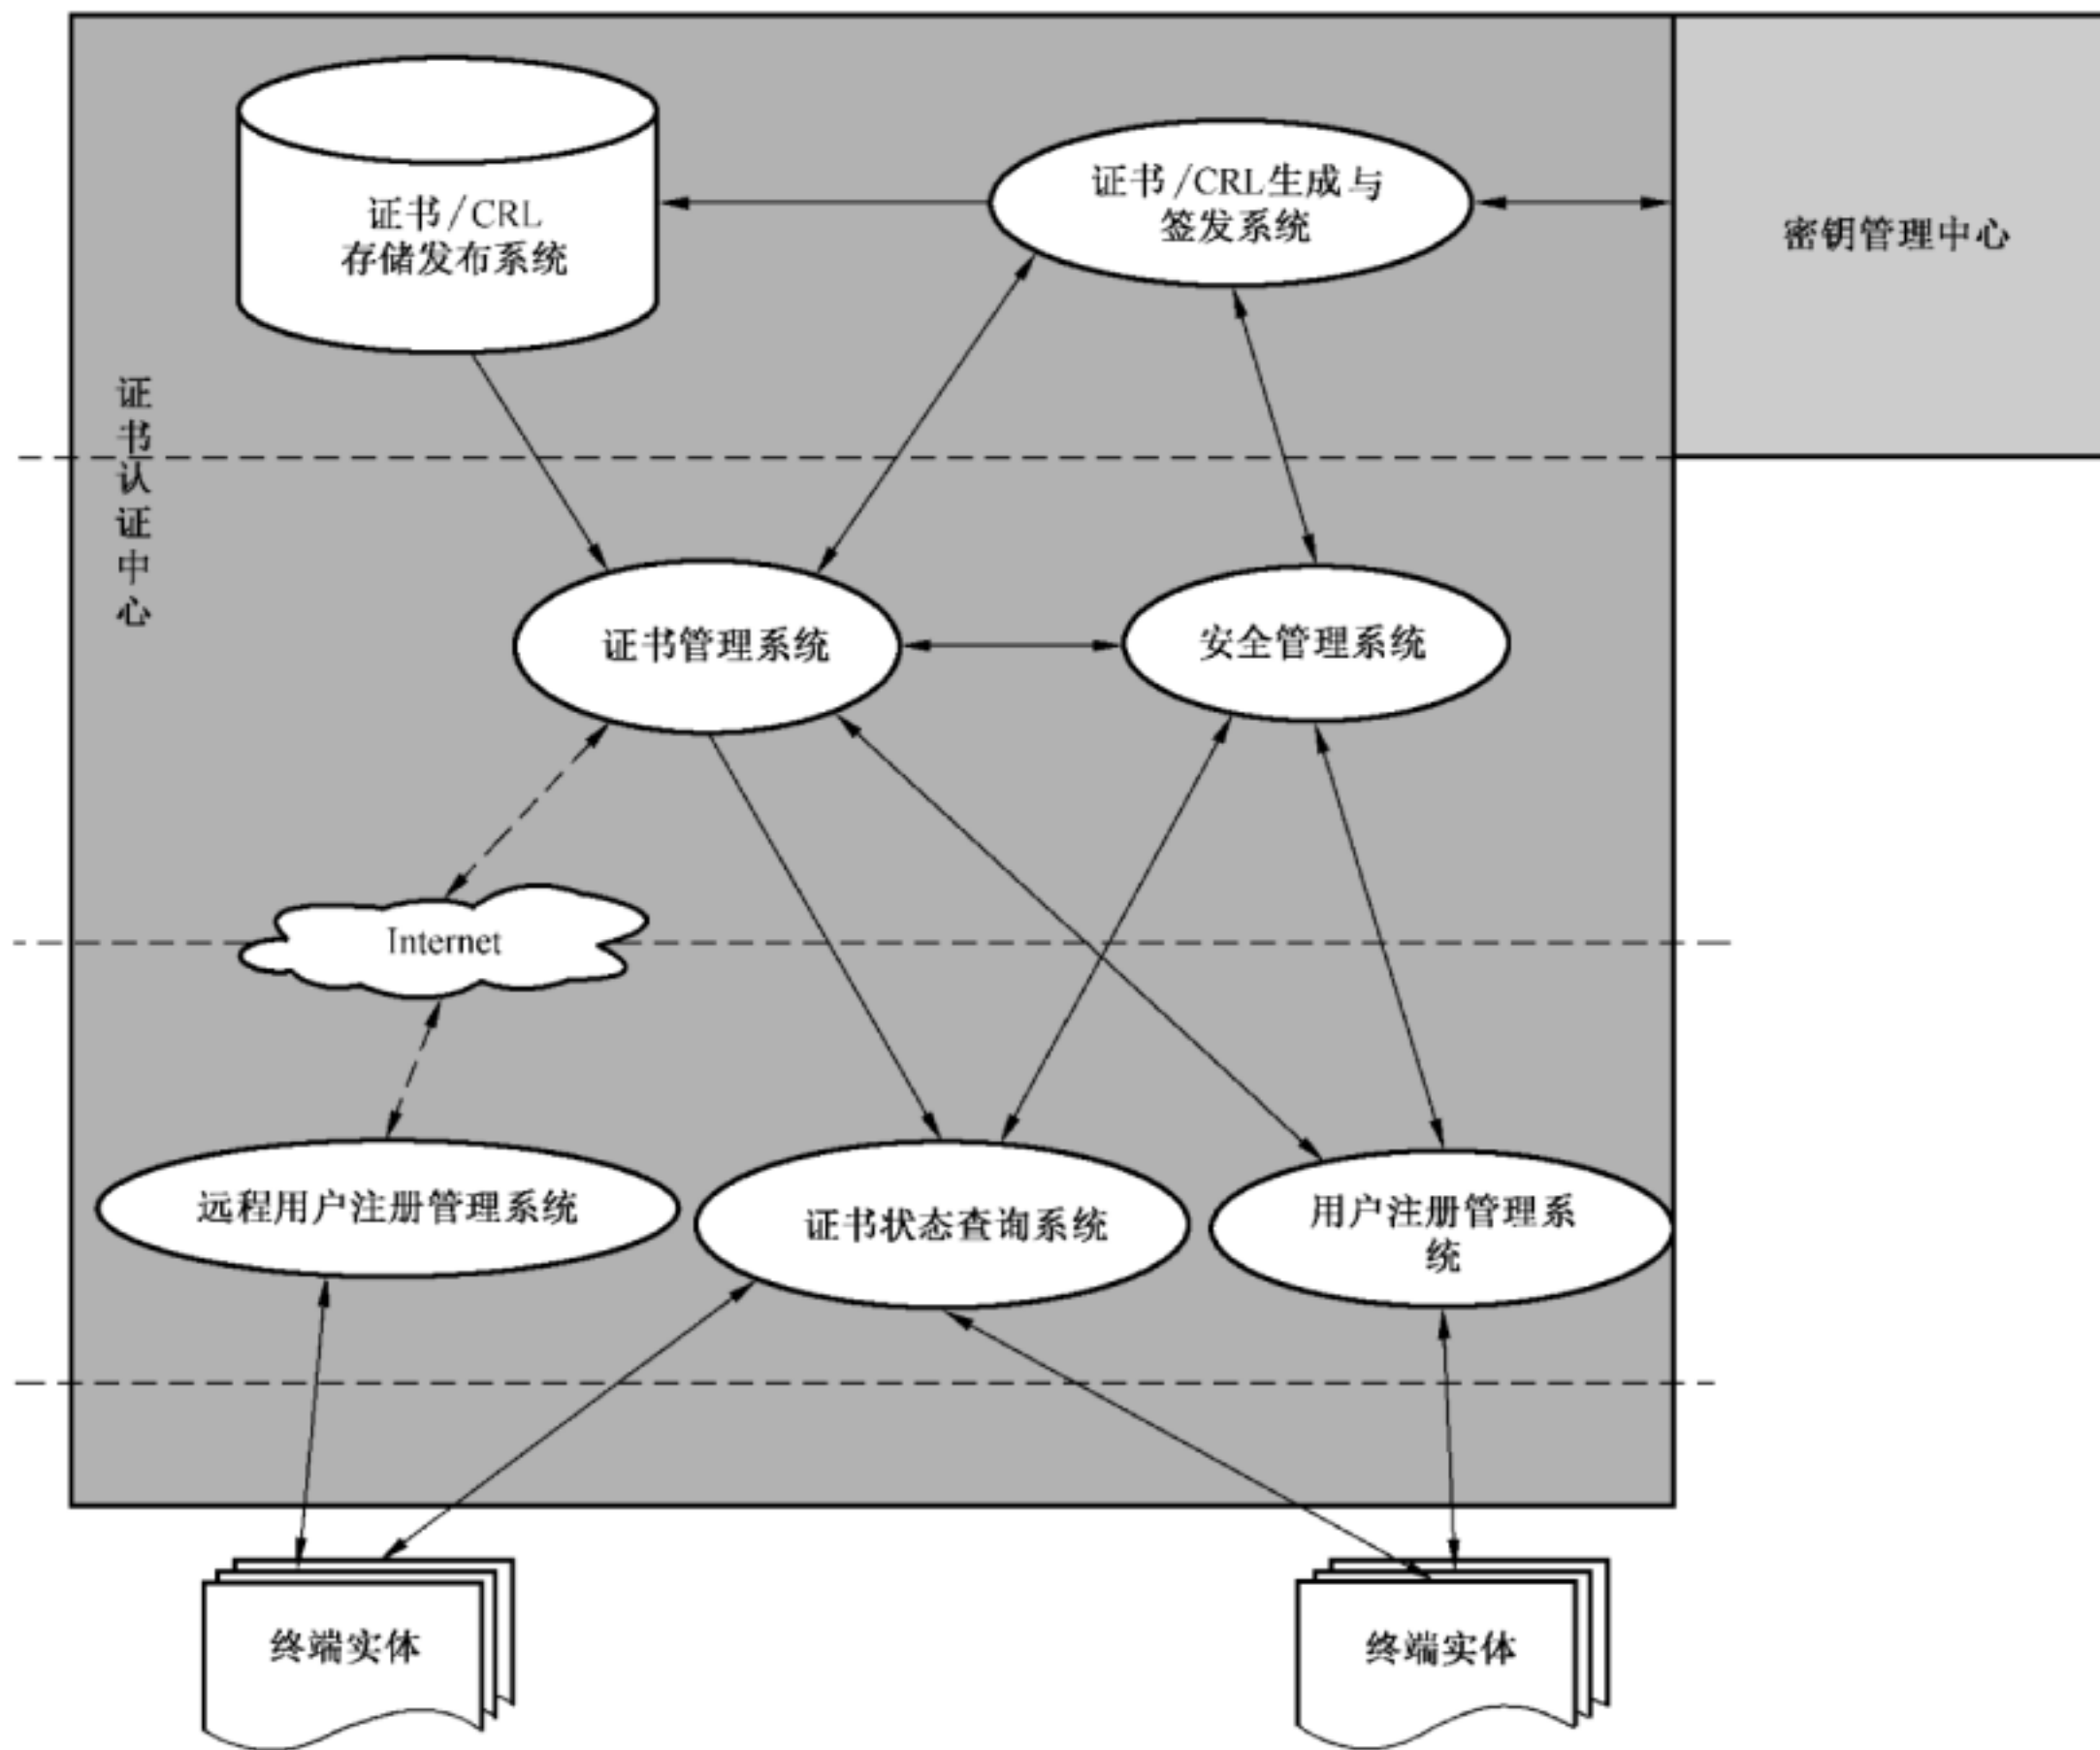 证书/CRL
存储发布系统
证书/CRL生成与
签发系统
密钥管理中心
证书认证中心
证书管理系统
安全管理系统
Internet
远程用户注册管理系统
证书状态查询系统
用户注册管理系
统
终端实体
终端实体